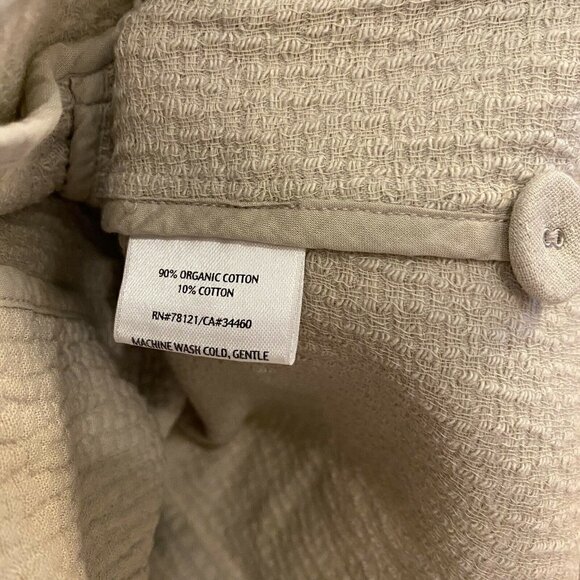 90% ORGANIC COTTON
10% COTTON
RN#78121/CA#34460
MACHINE WASH COLD, GENTLE